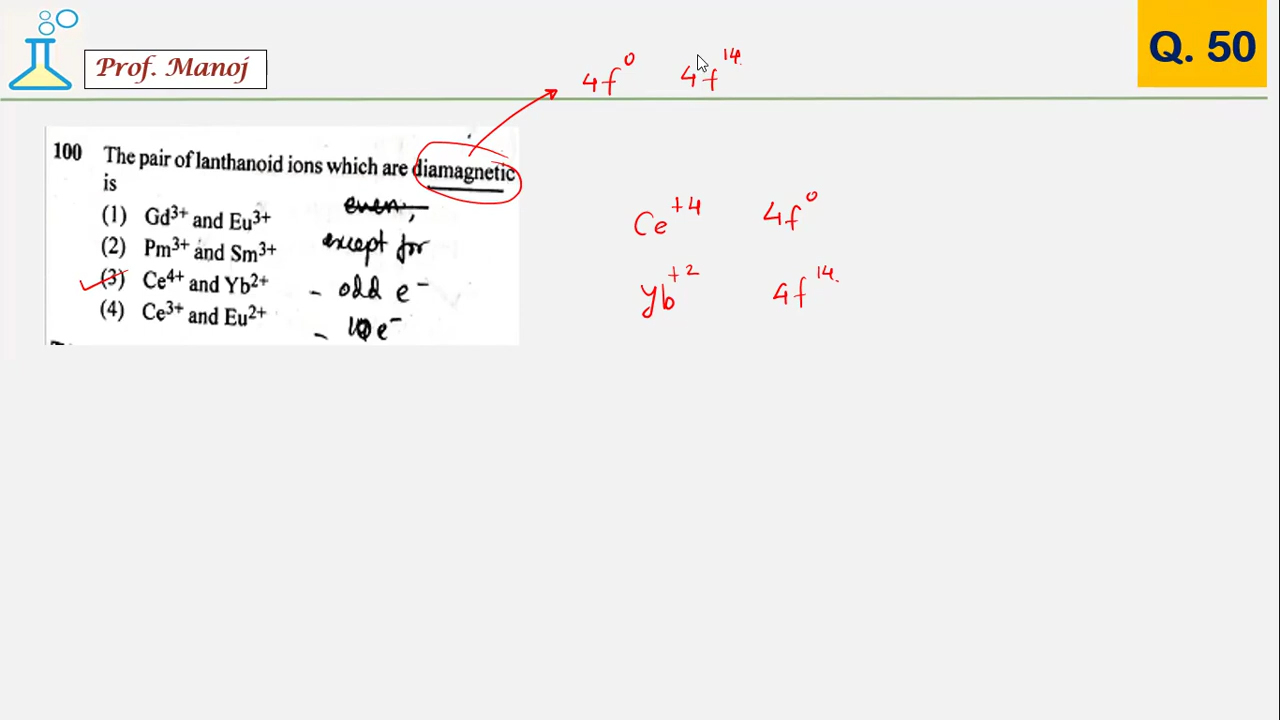 Prof. Manoj
4f⁰ 4f¹⁴
Q. 50
100 The pair of lanthanoid ions which are diamagnetic
is
(1) Gd³⁺ and Eu³⁺
(2) Pm³⁺ and Sm³⁺
(3) Ce⁴⁺ and Yb²⁺
(4) Ce³⁺ and Eu²⁺
even,
except for
- odd e⁻
- 10e⁻
Ce⁺⁴ 4f⁰
Yb⁺² 4f¹⁴